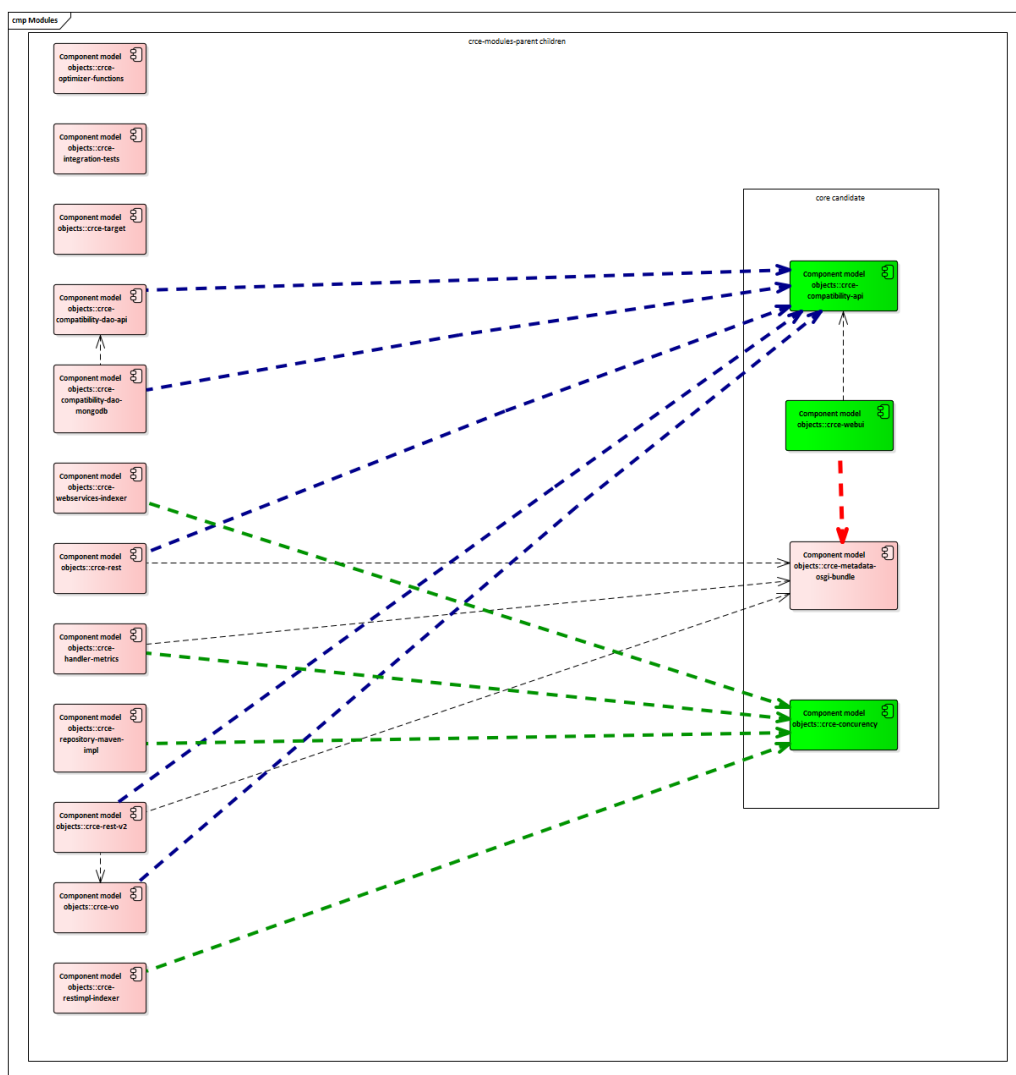 cmp Modules
crce-modules-parent children
Component model
objects::crce-
optimizer-functions
Component model
objects::crce-
integration-tests
Component model
objects::crce-target
Component model
objects::crce-
compatibility-dao-api
Component model
objects::crce-
compatibility-dao-
mongodb
Component model
objects::crce-
webservices-indexer
Component model
objects::crce-rest
Component model
objects::crce-
handler-metrics
Component model
objects::crce-
repository-maven-
impl
Component model
objects::crce-rest-v2
Component model
objects::crce-vo
Component model
objects::crce-
restimpl-indexer
core candidate
Component model
objects::crce-
compatibility-api
Component model
objects::crce-webui
Component model
objects::crce-metadata-
osgi-bundle
Component model
objects::crce-concurency